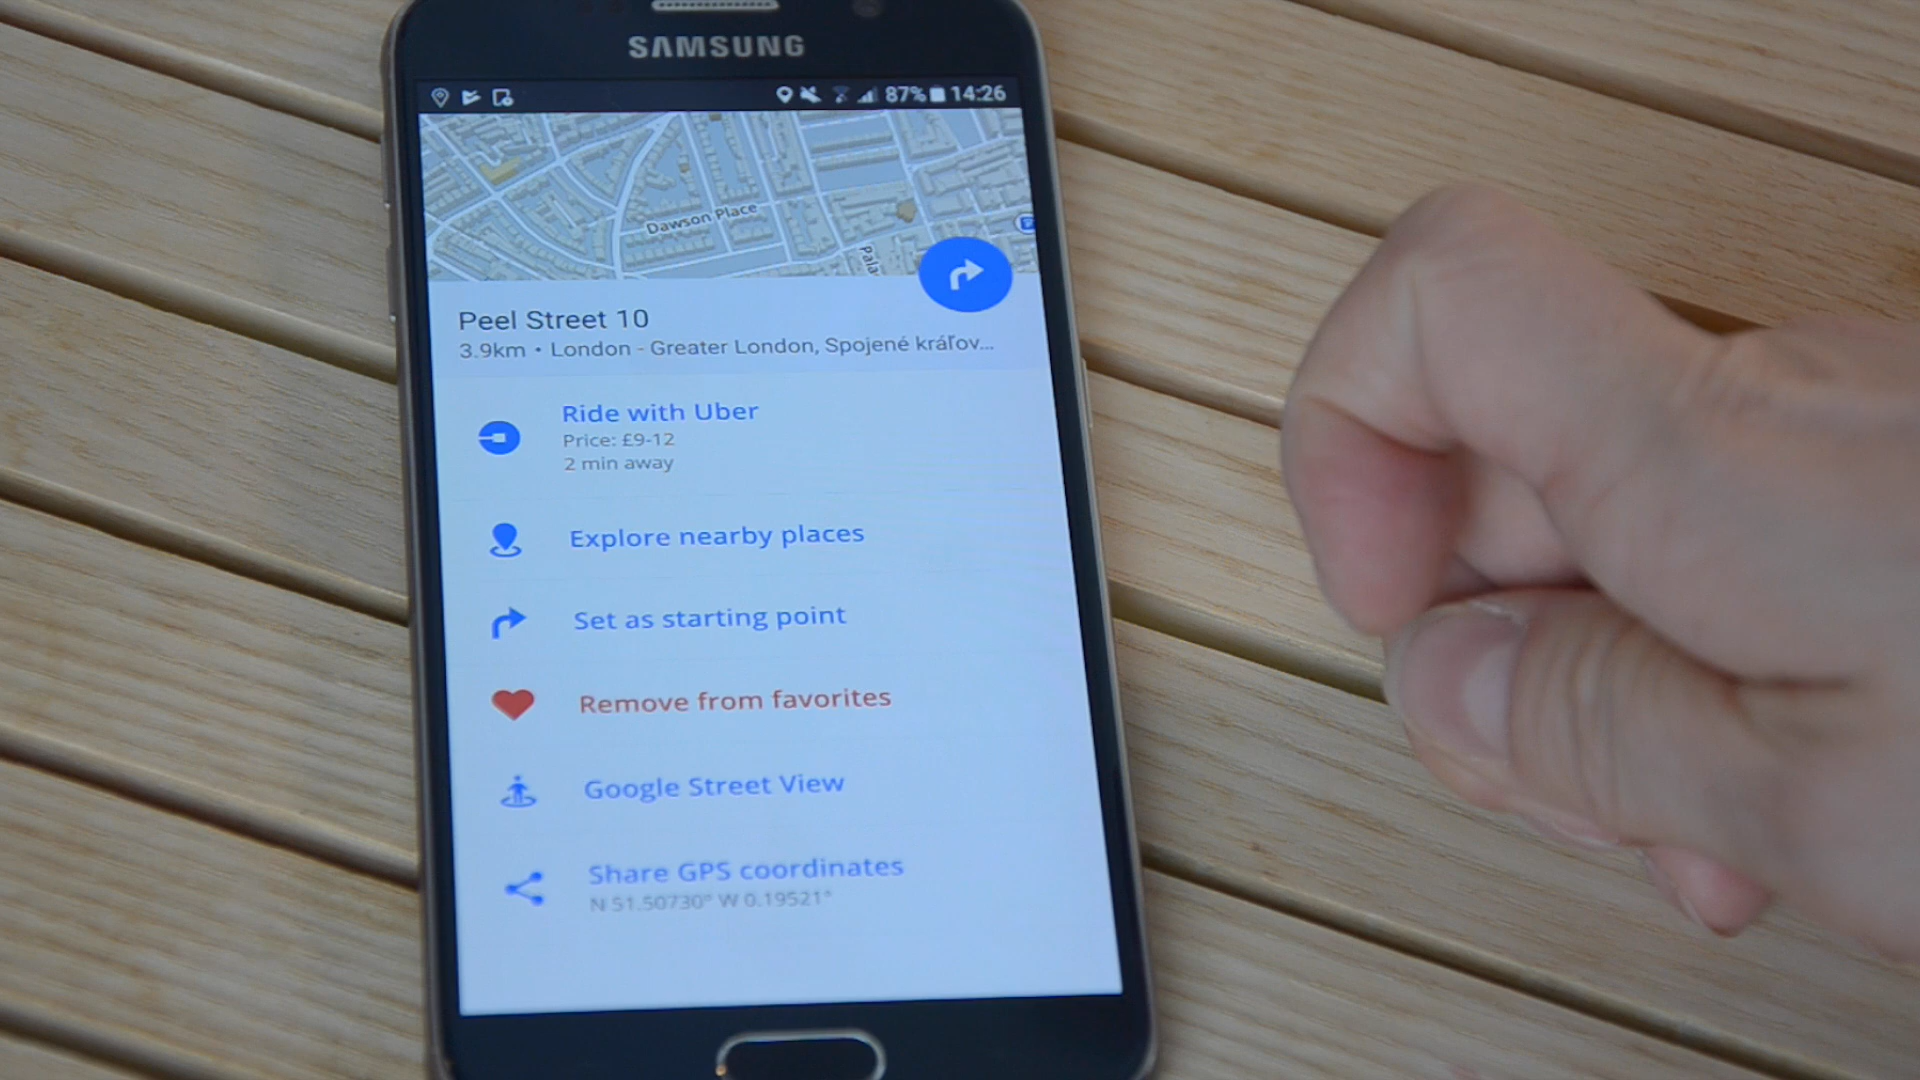 SAMSUNG
87% 14:26
Dawson Place
Pala
Peel Street 10
3.9km • London - Greater London, Spojené kráľov...
Ride with Uber
Price: £9-12
2 min away
Explore nearby places
Set as starting point
Remove from favorites
Google Street View
Share GPS coordinates
N 51.50730° W 0.19521°